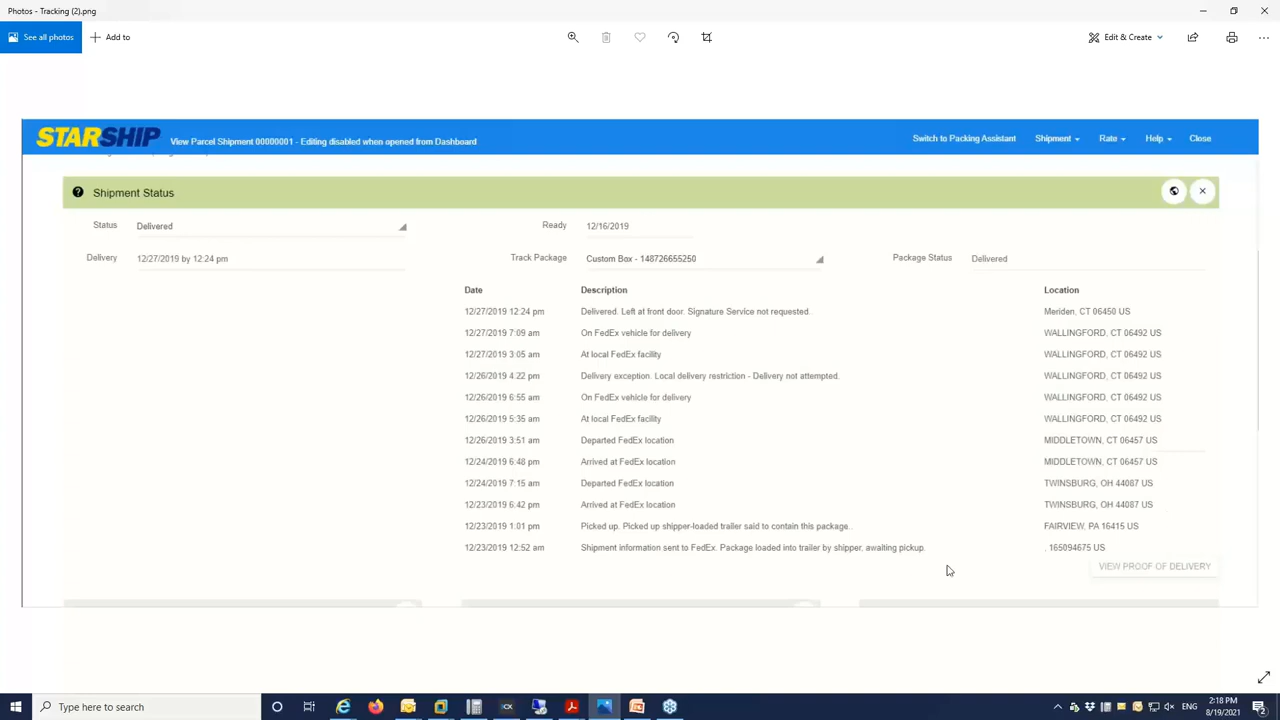 Photos - Tracking (2).png
See all photos
Add to
Edit & Create
STARSHIP View Parcel Shipment 00000001 - Editing disabled when opened from Dashboard Switch to Packing Assistant Shipment Rate Help Close
Shipment Status
Status Delivered Ready 12/16/2019
Delivery 12/27/2019 by 12:24 pm Track Package Custom Box - 148726655250 Package Status Delivered
Date Description Location
12/27/2019 12:24 pm Delivered. Left at front door. Signature Service not requested. Meriden, CT 06450 US
12/27/2019 7:09 am On FedEx vehicle for delivery WALLINGFORD, CT 06492 US
12/27/2019 3:05 am At local FedEx facility WALLINGFORD, CT 06492 US
12/26/2019 4:22 pm Delivery exception. Local delivery restriction - Delivery not attempted. WALLINGFORD, CT 06492 US
12/26/2019 6:55 am On FedEx vehicle for delivery WALLINGFORD, CT 06492 US
12/26/2019 5:35 am At local FedEx facility WALLINGFORD, CT 06492 US
12/26/2019 3:51 am Departed FedEx location MIDDLETOWN, CT 06457 US
12/24/2019 6:48 pm Arrived at FedEx location MIDDLETOWN, CT 06457 US
12/24/2019 7:15 am Departed FedEx location TWINSBURG, OH 44087 US
12/23/2019 6:42 pm Arrived at FedEx location TWINSBURG, OH 44087 US
12/23/2019 1:01 pm Picked up. Picked up shipper-loaded trailer said to contain this package.. FAIRVIEW, PA 16415 US
12/23/2019 12:52 am Shipment information sent to FedEx. Package loaded into trailer by shipper, awaiting pickup. , 165094675 US
VIEW PROOF OF DELIVERY
Type here to search
ENG
2:18 PM
8/19/2021
2